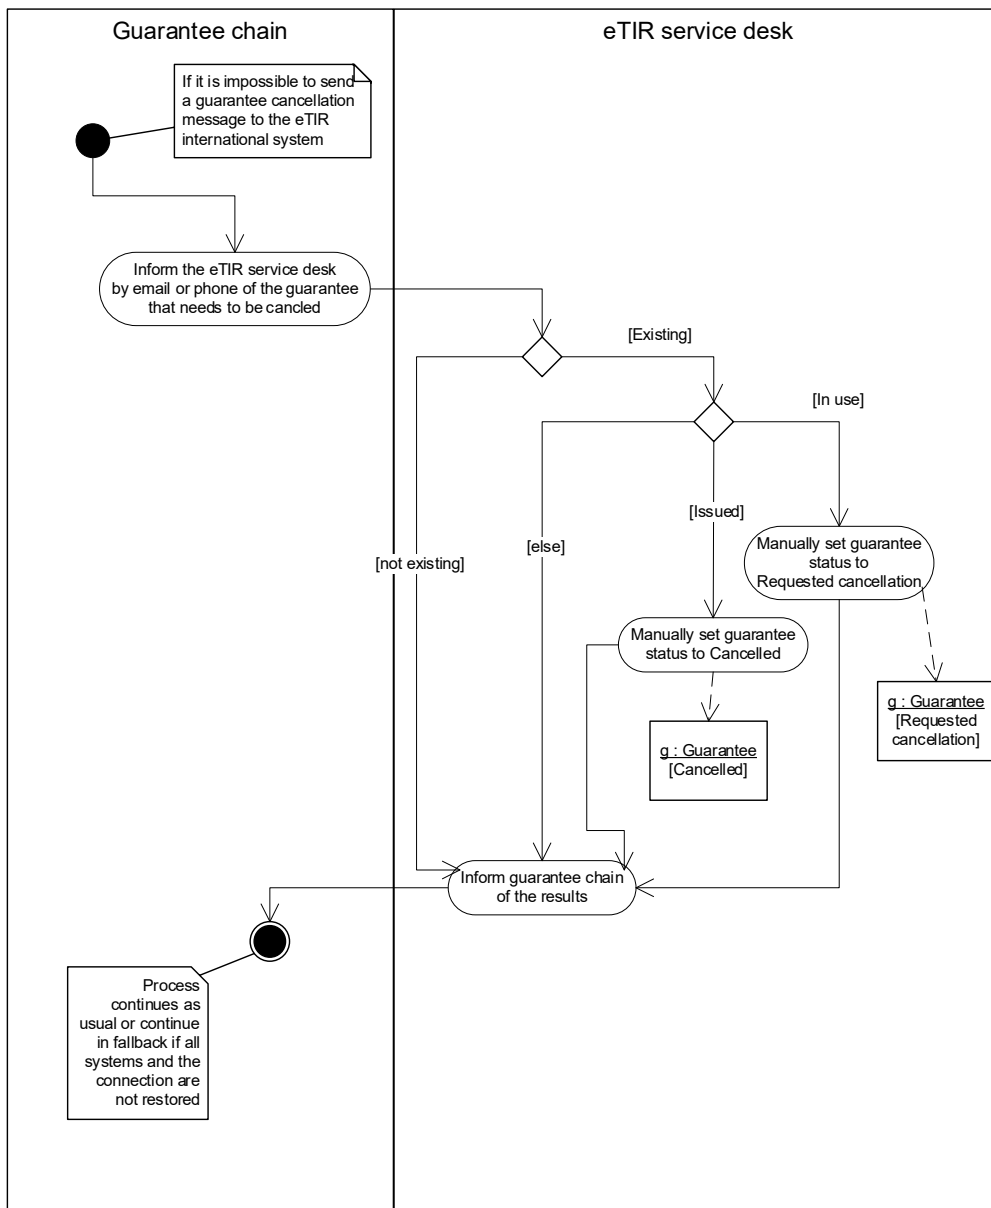 Guarantee chain
eTIR service desk
If it is impossible to send
a guarantee cancellation
message to the eTIR
international system
Inform the eTIR service desk
by email or phone of the guarantee
that needs to be cancled
[Existing]
[In use]
[Issued]
[else]
[not existing]
Manually set guarantee
status to
Requested cancellation
Manually set guarantee
status to Cancelled
g : Guarantee
[Requested
cancellation]
g : Guarantee
[Cancelled]
Inform guarantee chain
of the results
Process
continues as
usual or continue
in fallback if all
systems and the
connection are
not restored